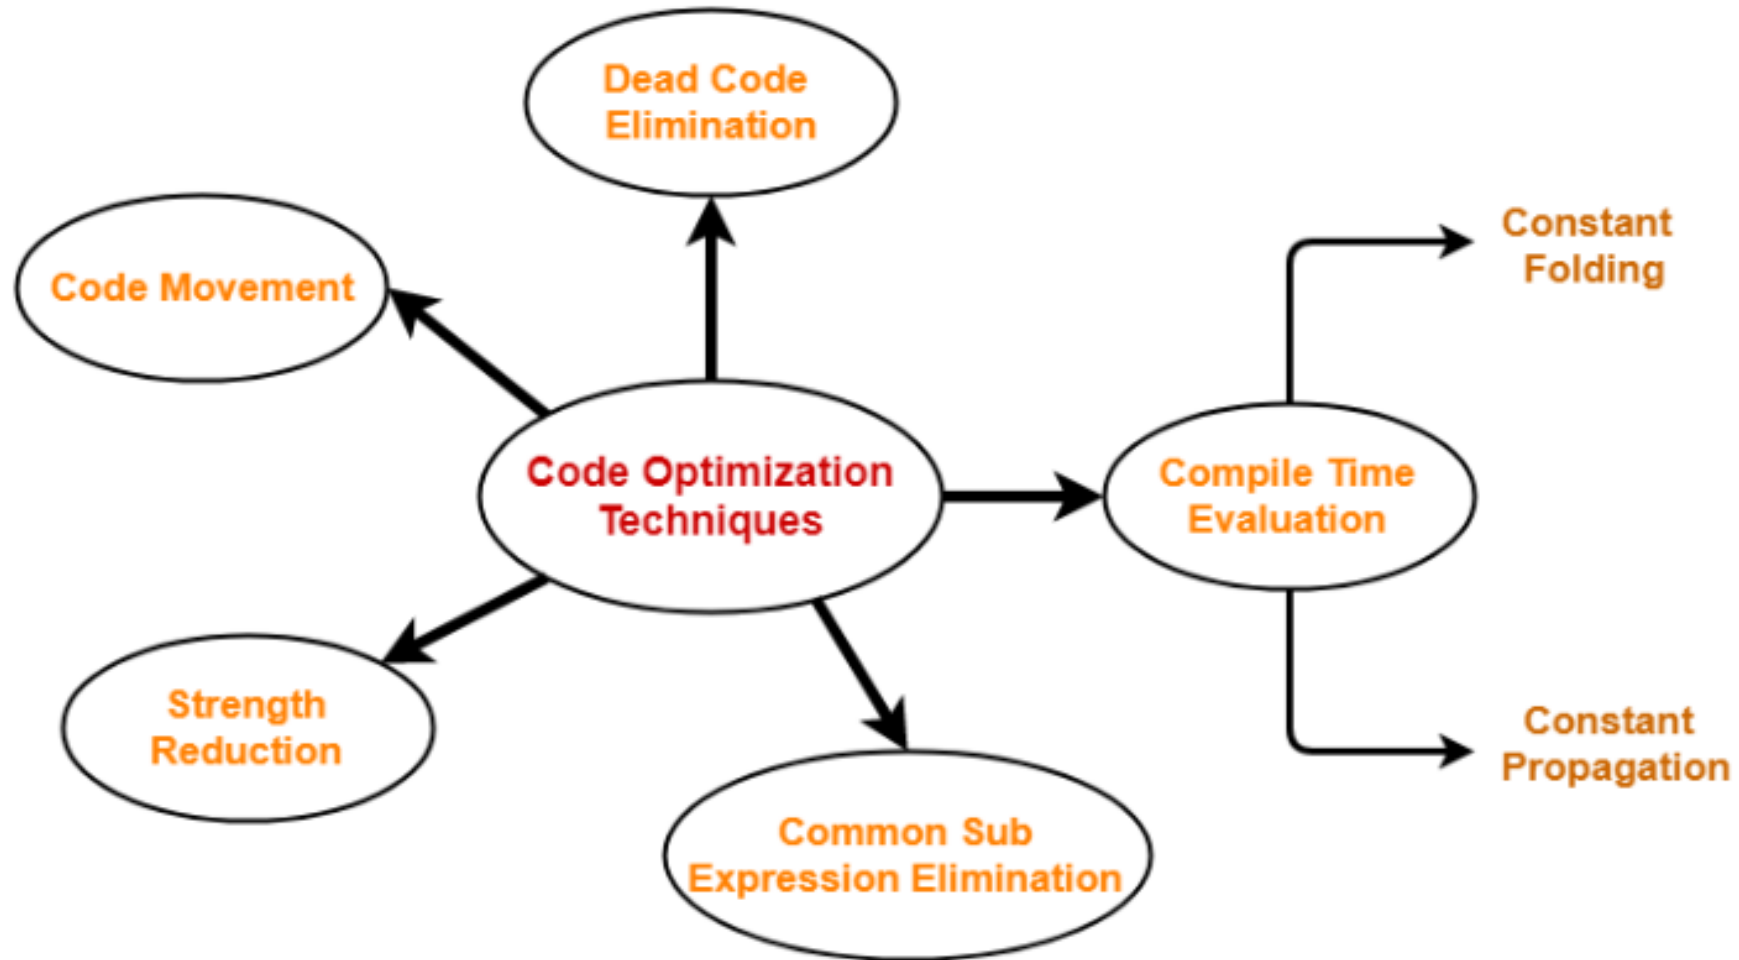 Dead Code
Elimination
Code Movement
Constant
Folding
Code Optimization
Techniques
Compile Time
Evaluation
Strength
Reduction
Constant
Propagation
Common Sub
Expression Elimination